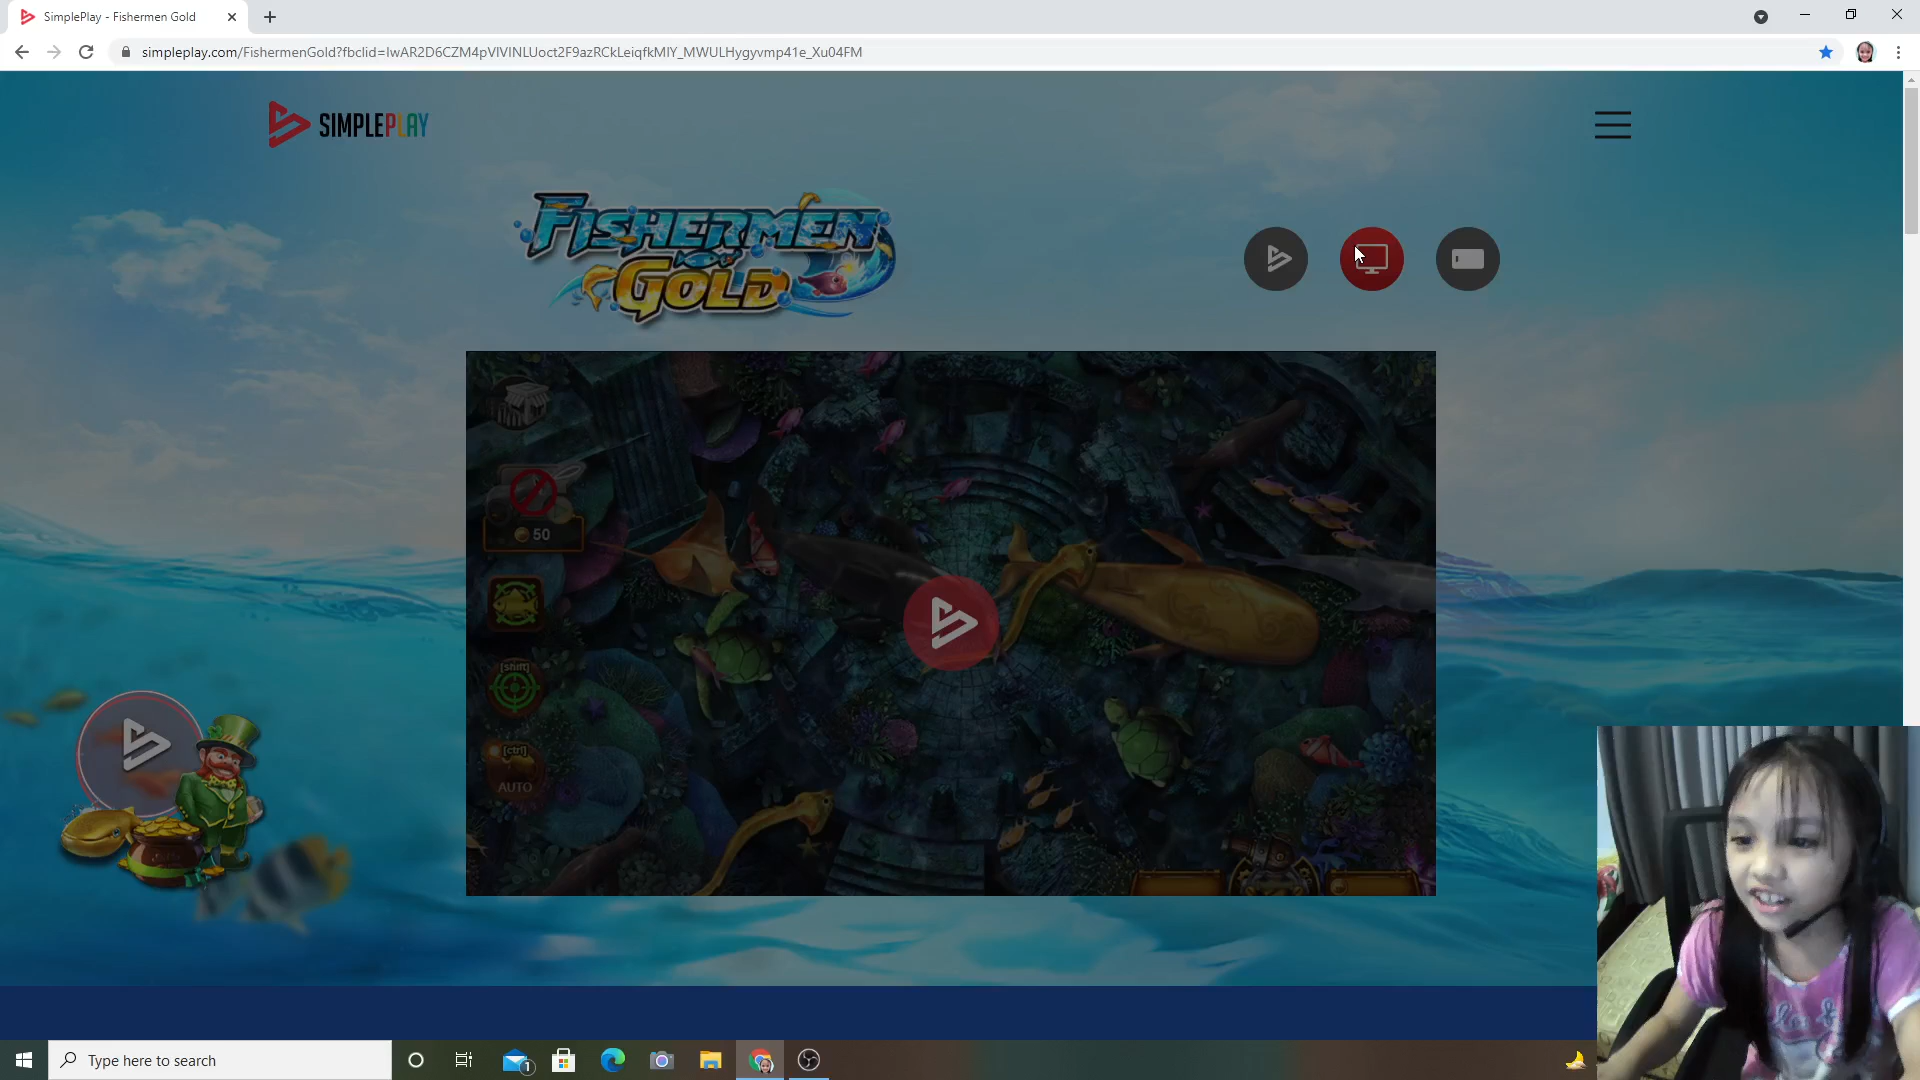 SimplePlay - Fishermen Gold
simpleplay.com/FishermenGold?fbclid=IwAR2D6CZM4pVIVINLUoct2F9azRCkLeiqfkMIY_MWULHygyvmp41e_Xu04FM
SIMPLEPLAY
FISHERMEN
GOLD
50
[shift]
[ctrl]
AUTO
Type here to search
1